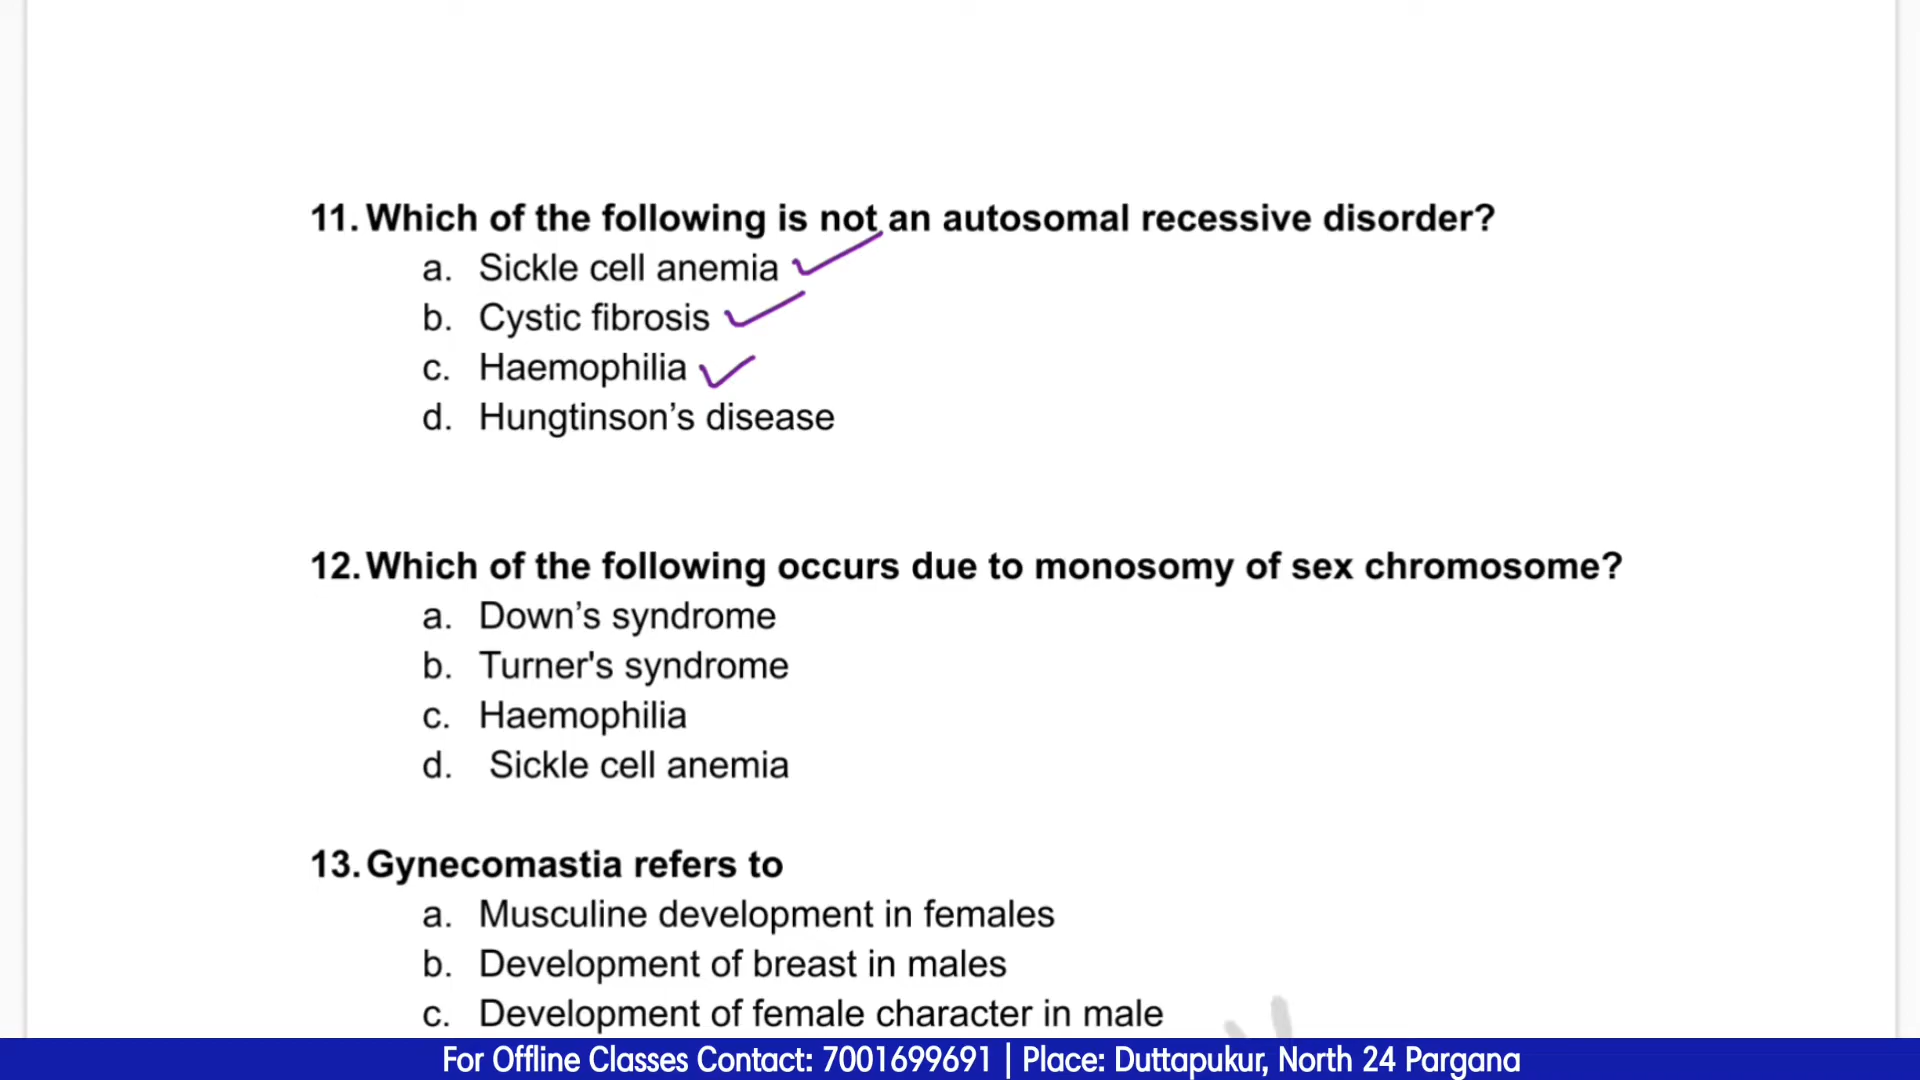 11. Which of the following is not an autosomal recessive disorder?
a. Sickle cell anemia
b. Cystic fibrosis
c. Haemophilia
d. Hungtinson’s disease
12. Which of the following occurs due to monosomy of sex chromosome?
a. Down’s syndrome
b. Turner's syndrome
c. Haemophilia
d. Sickle cell anemia
13. Gynecomastia refers to
a. Musculine development in females
b. Development of breast in males
c. Development of female character in male
For Offline Classes Contact: 7001699691 | Place: Duttapukur, North 24 Pargana